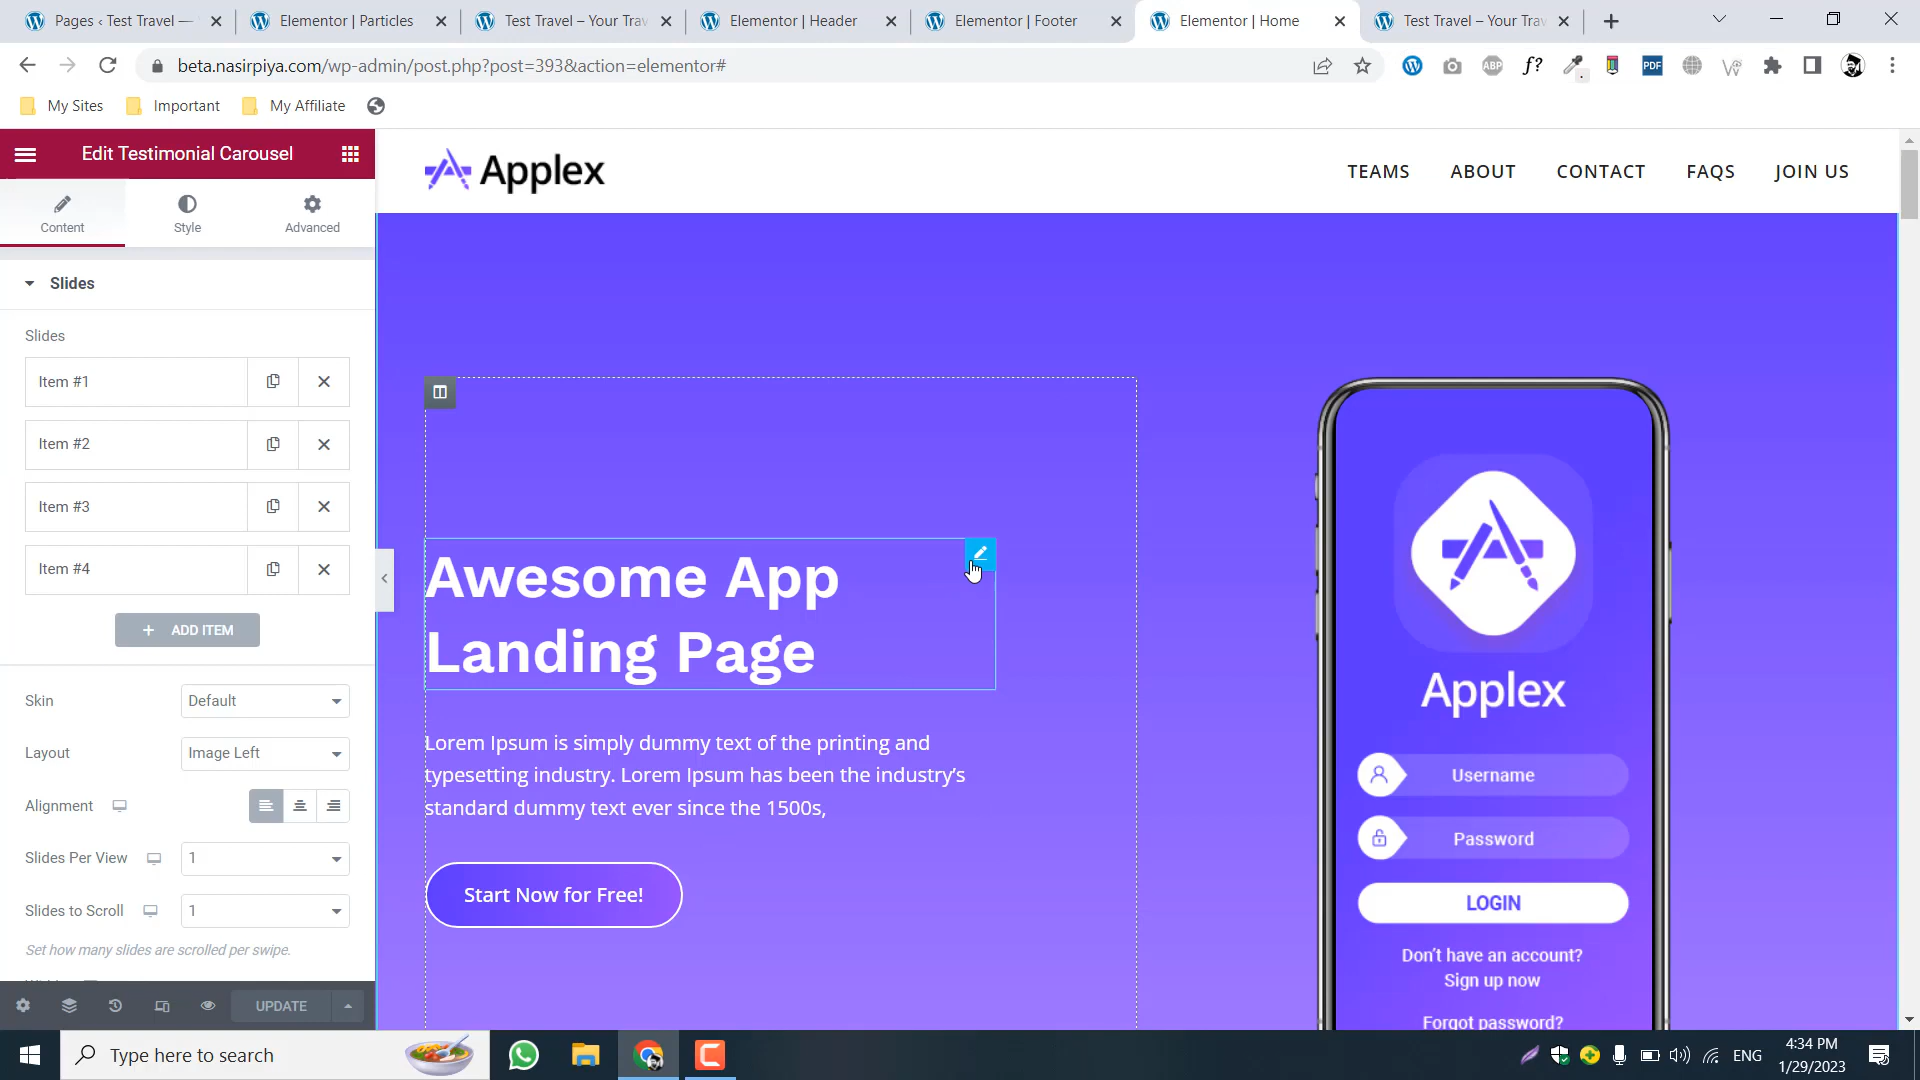 Pages ‹ Test Travel —
Elementor | Particles
Test Travel – Your Trav
Elementor | Header
Elementor | Footer
Elementor | Home
Test Travel – Your Trav
beta.nasirpiya.com/wp-admin/post.php?post=393&action=elementor#
ABP
f?
PDF
My Sites
Important
My Affiliate
Edit Testimonial Carousel
Content
Style
Advanced
Slides
Slides
Item #1
Item #2
Item #3
Item #4
+ ADD ITEM
Skin
Default
Layout
Image Left
Alignment
Slides Per View
1
Slides to Scroll
1
Set how many slides are scrolled per swipe.
UPDATE
Applex
TEAMS
ABOUT
CONTACT
FAQS
JOIN US
Awesome App
Landing Page
Lorem Ipsum is simply dummy text of the printing and
typesetting industry. Lorem Ipsum has been the industry’s
standard dummy text ever since the 1500s,
Start Now for Free!
Applex
Username
Password
LOGIN
Don’t have an account?
Sign up now
Forgot password?
Type here to search
ENG
4:34 PM
1/29/2023